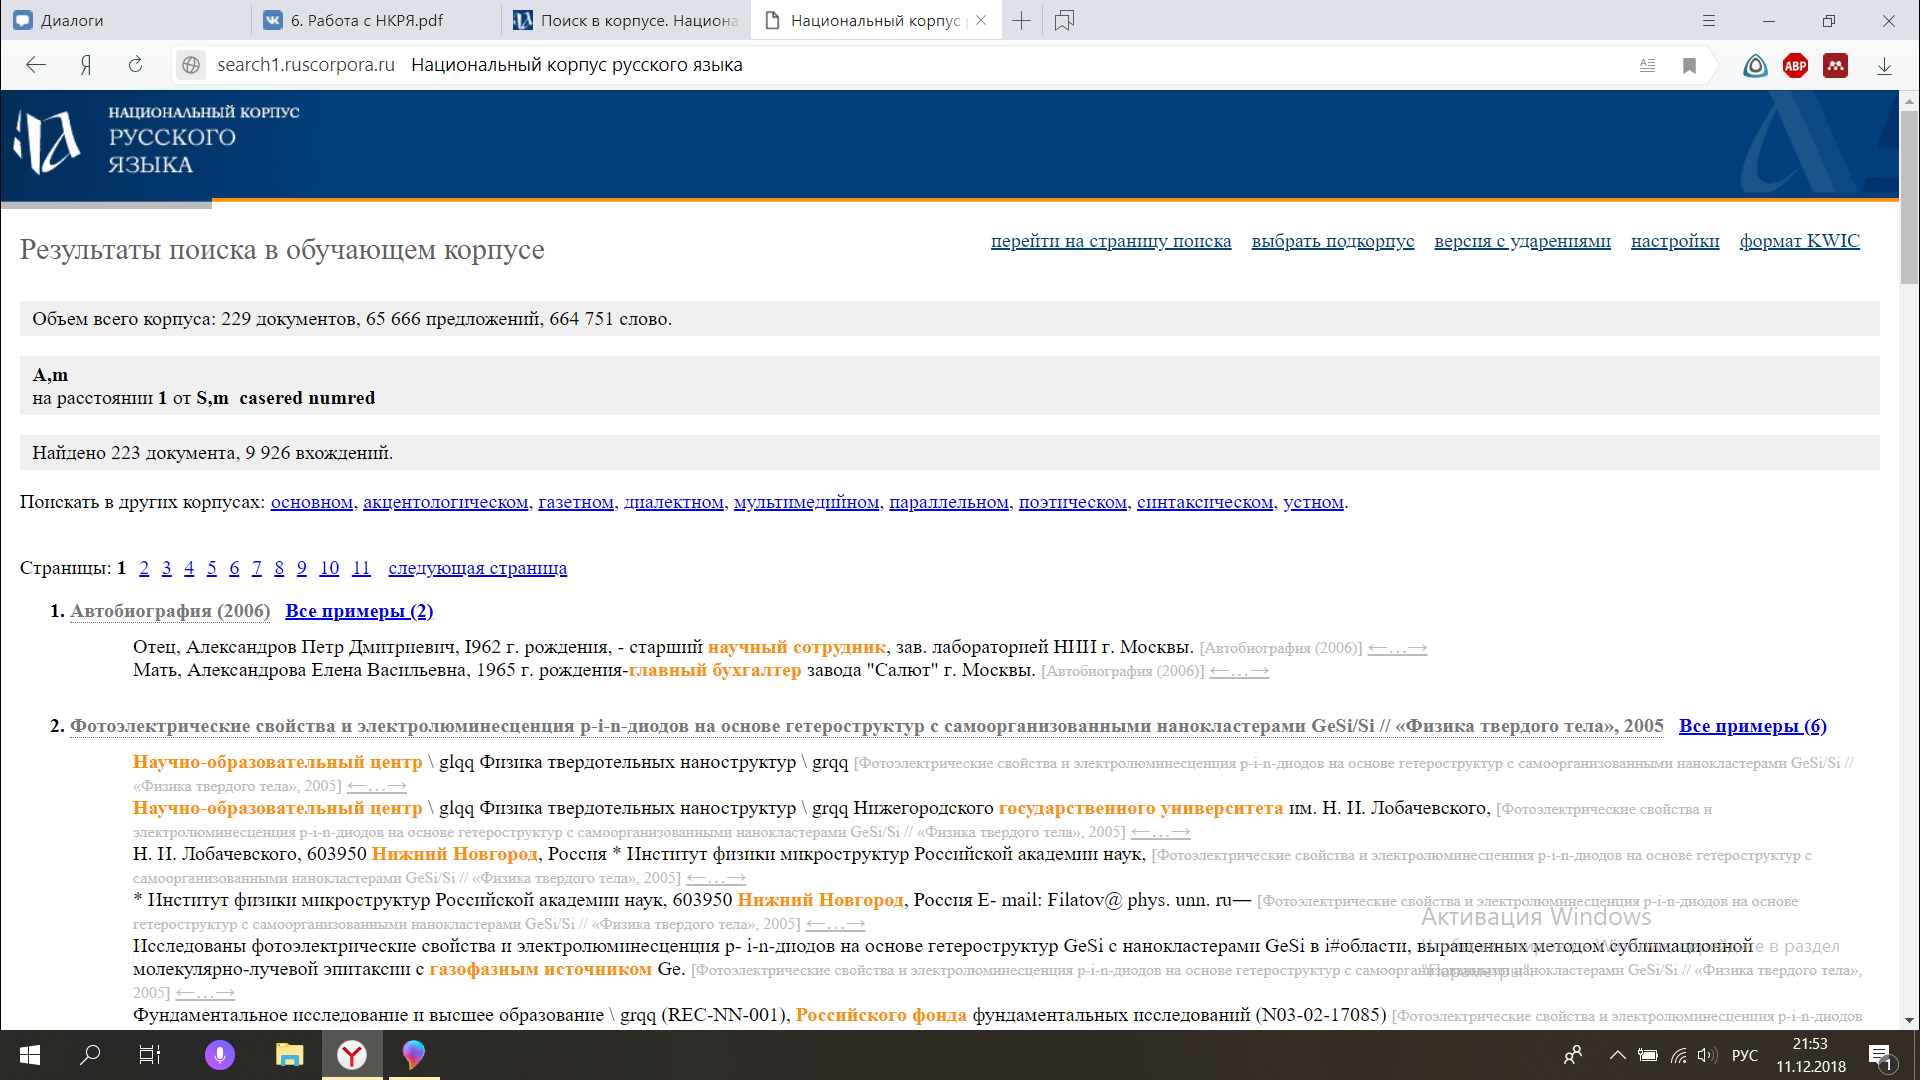 Диалоги
6. Работа с НКРЯ.pdf
Поиск в корпусе. Национа
Национальный корпус
search1.ruscorpora.ru Национальный корпус русского языка
НАЦИОНАЛЬНЫЙ КОРПУС
РУССКОГО
ЯЗЫКА
Результаты поиска в обучающем корпусе
перейти на страницу поиска выбрать подкорпус версия с ударениями настройки формат KWIC
Объем всего корпуса: 229 документов, 65 666 предложений, 664 751 слово.
A,m
на расстоянии 1 от S,m casered numred
Найдено 223 документа, 9 926 вхождений.
Поискать в других корпусах: основном, акцентологическом, газетном, диалектном, мультимедийном, параллельном, поэтическом, синтаксическом, устном.
Страницы: 1 2 3 4 5 6 7 8 9 10 11 следующая страница
1. Автобиография (2006) Все примеры (2)
Отец, Александров Петр Дмитриевич, I962 г. рождения, - старший научный сотрудник, зав. лабораторией НИИ г. Москвы. [Автобиография (2006)] ←…→
Мать, Александрова Елена Васильевна, 1965 г. рождения-главный бухгалтер завода "Салют" г. Москвы. [Автобиография (2006)] ←…→
2. Фотоэлектрические свойства и электролюминесценция p-i-n-диодов на основе гетероструктур с самоорганизованными нанокластерами GeSi/Si // «Физика твердого тела», 2005 Все примеры (6)
Научно-образовательный центр \ glqq Физика твердотельных наноструктур \ grqq [Фотоэлектрические свойства и электролюминесценция p-i-n-диодов на основе гетероструктур с самоорганизованными нанокластерами GeSi/Si //
«Физика твердого тела», 2005] ←…→
Научно-образовательный центр \ glqq Физика твердотельных наноструктур \ grqq Нижегородского государственного университета им. Н. И. Лобачевского, [Фотоэлектрические свойства и
электролюминесценция p-i-n-диодов на основе гетероструктур с самоорганизованными нанокластерами GeSi/Si // «Физика твердого тела», 2005] ←…→
Н. И. Лобачевского, 603950 Нижний Новгород, Россия * Институт физики микроструктур Российской академии наук, [Фотоэлектрические свойства и электролюминесценция p-i-n-диодов на основе гетероструктур с
самоорганизованными нанокластерами GeSi/Si // «Физика твердого тела», 2005] ←…→
* Институт физики микроструктур Российской академии наук, 603950 Нижний Новгород, Россия E- mail: Filatov@ phys. unn. ru— [Фотоэлектрические свойства и электролюминесценция p-i-n-диодов на основе
гетероструктур с самоорганизованными нанокластерами GeSi/Si // «Физика твердого тела», 2005] ←…→
Активация Windows
Исследованы фотоэлектрические свойства и электролюминесценция p- i-n-диодов на основе гетероструктур GeSi с нанокластерами GeSi в i#области, выращенных методом сублимационной
в раздел
молекулярно-лучевой эпитаксии с газофазным источником Ge. [Фотоэлектрические свойства и электролюминесценция p-i-n-диодов на основе гетероструктур с самоорганизованными нанокластерами GeSi/Si // «Физика твердого тела»,
"Параметры".
2005] ←…→
Фундаментальное исследование и высшее образование \ grqq (REC-NN-001), Российского фонда фундаментальных исследований (N03-02-17085) [Фотоэлектрические свойства и электролюминесценция p-i-n-диодов
РУС
21:53
11.12.2018
1
ABP